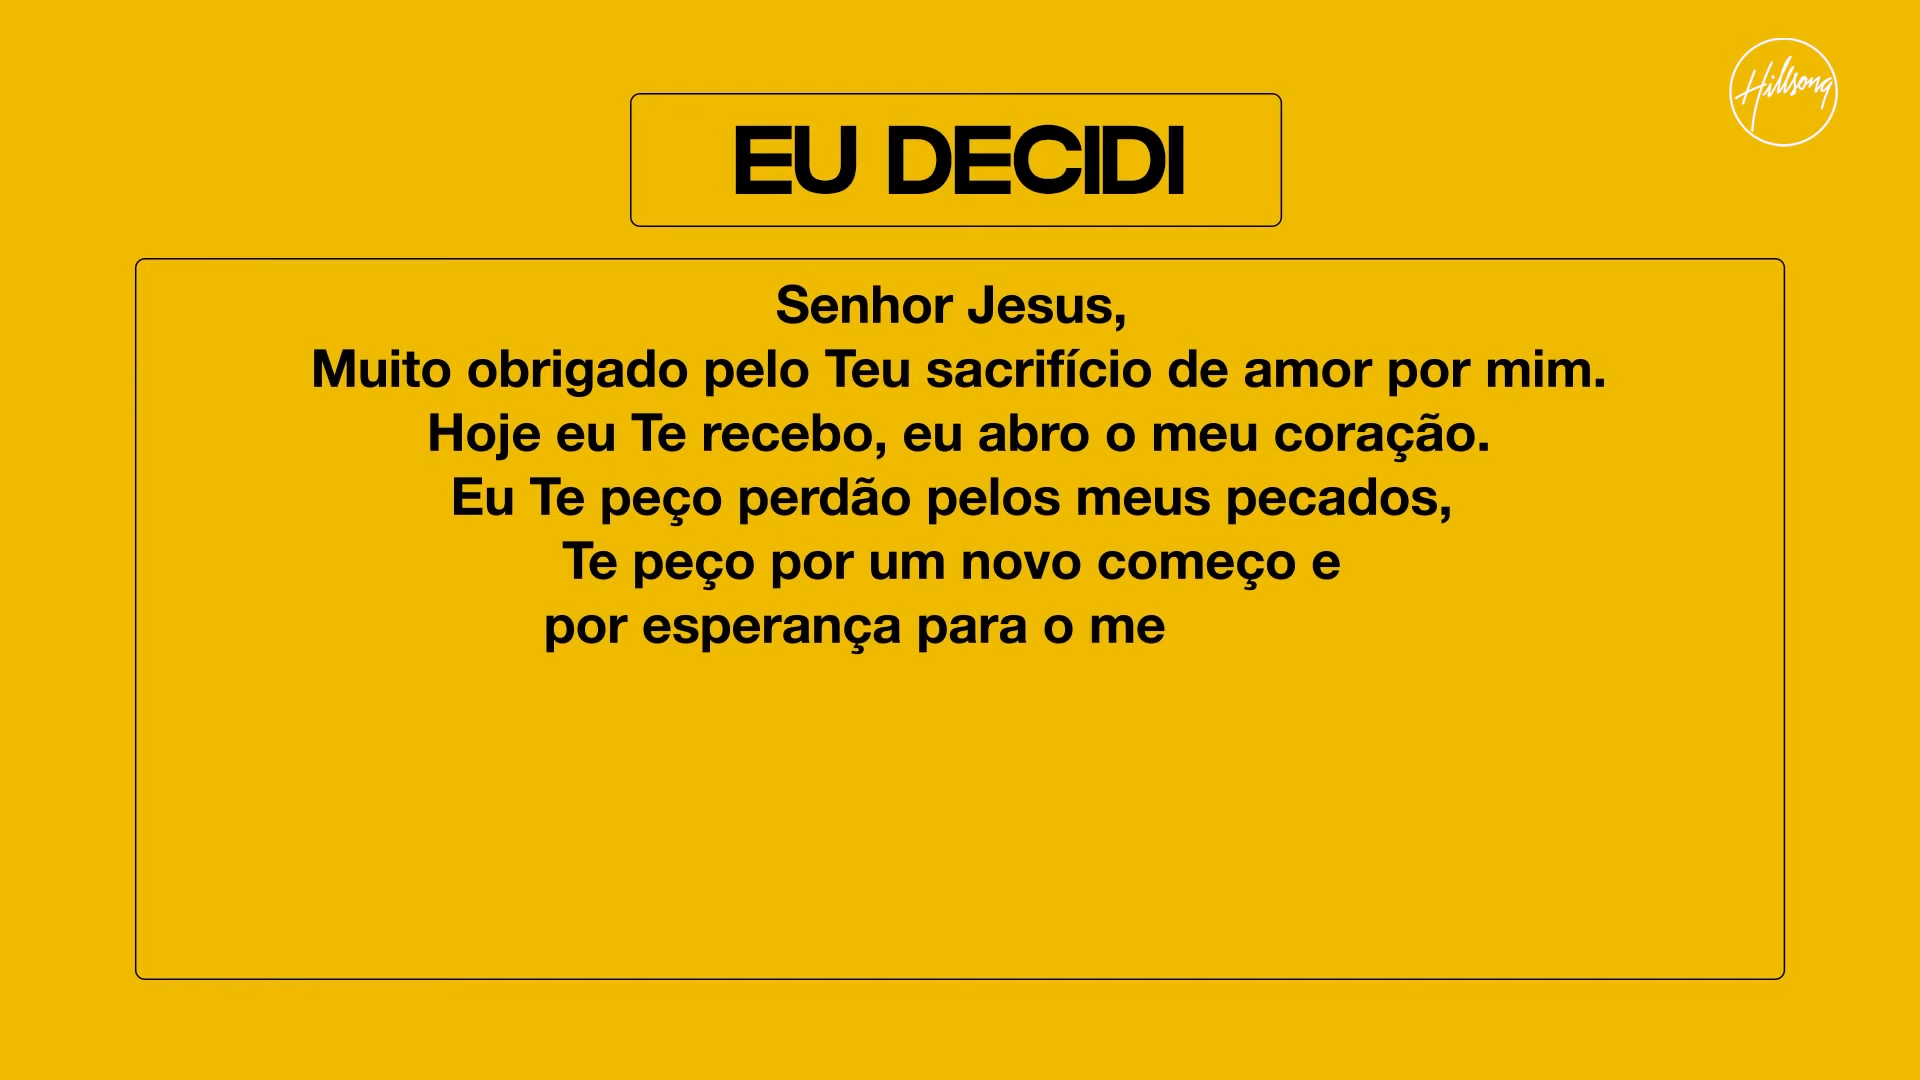 Hillsong
EU DECIDI
Senhor Jesus,
Muito obrigado pelo Teu sacrifício de amor por mim.
Hoje eu Te recebo, eu abro o meu coração.
Eu Te peço perdão pelos meus pecados,
Te peço por um novo começo e
por esperança para o me